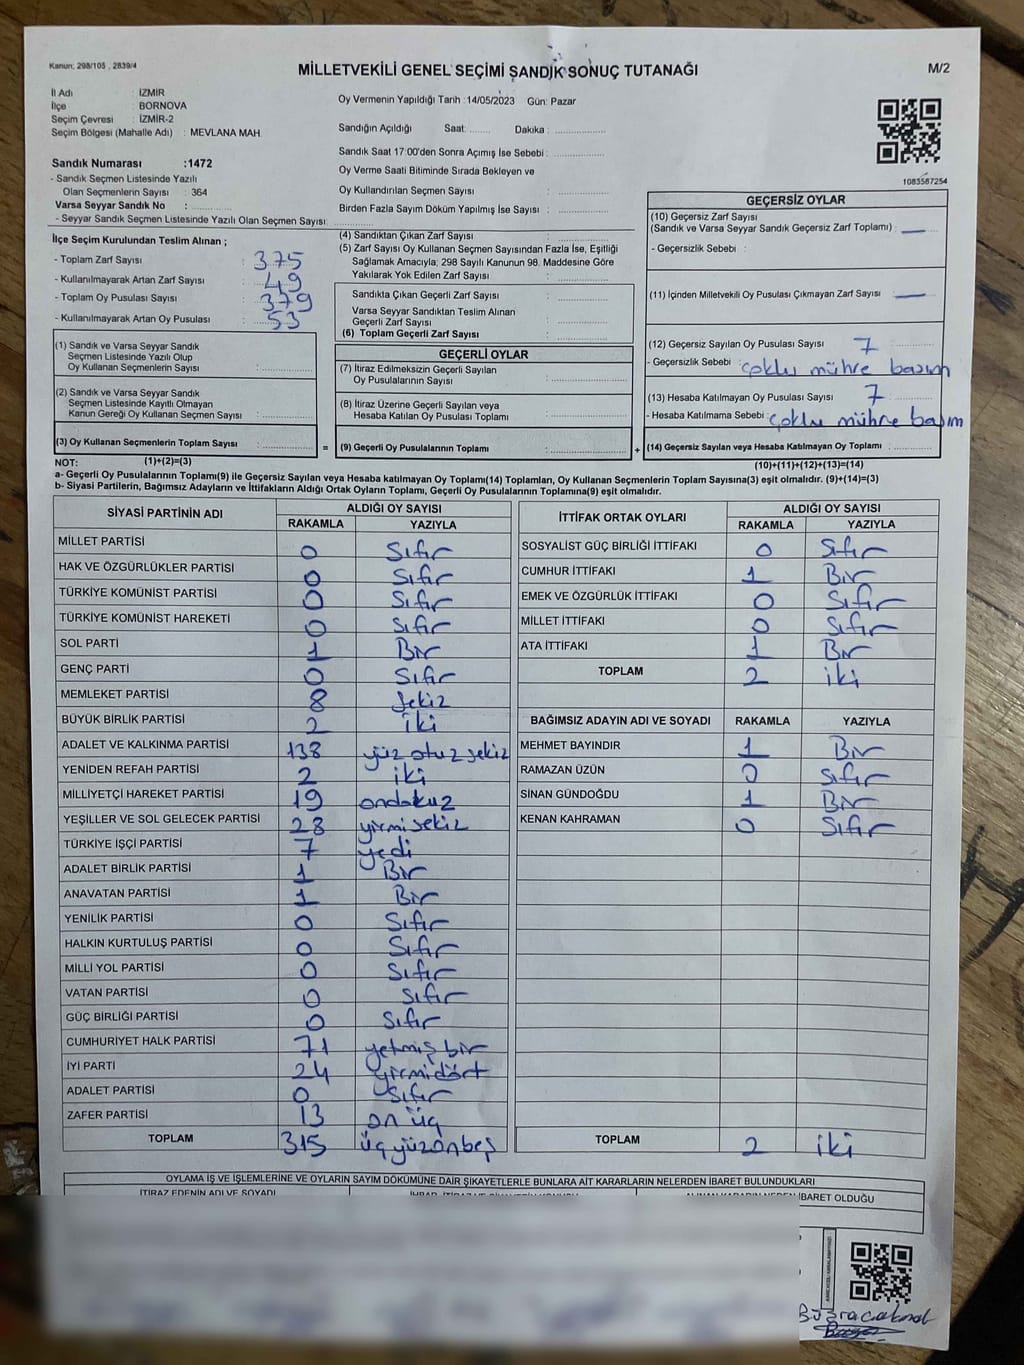 Kanun: 298/105 , 2839/4
MİLLETVEKİLİ GENEL SEÇİMİ SANDIK SONUÇ TUTANAĞI
M/2
İl Adı : İZMİR
İlçe : BORNOVA
Seçim Çevresi : İZMİR-2
Seçim Bölgesi (Mahalle Adı) : MEVLANA MAH.
Sandık Numarası :1472
- Sandık Seçmen Listesinde Yazılı
Olan Seçmenlerin Sayısı : 364
Varsa Seyyar Sandık No :
- Seyyar Sandık Seçmen Listesinde Yazılı Olan Seçmen Sayısı:
Oy Vermenin Yapıldığı Tarih :14/05/2023 Gün: Pazar
Sandığın Açıldığı Saat: Dakika :
Sandık Saat 17:00'den Sonra Açımış İse Sebebi :
Oy Verme Saati Bitiminde Sırada Bekleyen ve
Oy Kullandırılan Seçmen Sayısı :
Birden Fazla Sayım Döküm Yapılmış İse Sayısı :
1083587254
İlçe Seçim Kurulundan Teslim Alınan ;
- Toplam Zarf Sayısı : 375
- Kullanılmayarak Artan Zarf Sayısı : 49
- Toplam Oy Pusulası Sayısı : 379
- Kullanılmayarak Artan Oy Pusulası : 53
(4) Sandıktan Çıkan Zarf Sayısı :
(5) Zarf Sayısı Oy Kullanan Seçmen Sayısından Fazla İse, Eşitliği
Sağlamak Amacıyla; 298 Sayılı Kanunun 98. Maddesine Göre
Yakılarak Yok Edilen Zarf Sayısı :
Sandıkta Çıkan Geçerli Zarf Sayısı :
Varsa Seyyar Sandıktan Teslim Alınan
Geçerli Zarf Sayısı :
(6) Toplam Geçerli Zarf Sayısı :
GEÇERSİZ OYLAR
(10) Geçersiz Zarf Sayısı
(Sandık ve Varsa Seyyar Sandık Geçersiz Zarf Toplamı) : —
- Geçersizlik Sebebi :
(11) İçinden Milletvekili Oy Pusulası Çıkmayan Zarf Sayısı : —
(12) Geçersiz Sayılan Oy Pusulası Sayısı : 7
- Geçersizlik Sebebi : çoklu mühre basım
(13) Hesaba Katılmayan Oy Pusulası Sayısı : 7
- Hesaba Katılmama Sebebi : çoklu mühre basım
(14) Geçersiz Sayılan veya Hesaba Katılmayan Oy Toplamı :
(10)+(11)+(12)+(13)=(14)
(1) Sandık ve Varsa Seyyar Sandık
Seçmen Listesinde Yazılı Olup
Oy Kullanan Seçmenlerin Sayısı :
(2) Sandık ve Varsa Seyyar Sandık
Seçmen Listesinde Kayıtlı Olmayan
Kanun Gereği Oy Kullanan Seçmen Sayısı :
(3) Oy Kullanan Seçmenlerin Toplam Sayısı : =
(1)+(2)=(3)
GEÇERLİ OYLAR
(7) İtiraz Edilmeksizin Geçerli Sayılan
Oy Pusulalarının Sayısı :
(8) İtiraz Üzerine Geçerli Sayılan veya
Hesaba Katılan Oy Pusulası Toplamı :
(9) Geçerli Oy Pusulalarının Toplamı : +
NOT:
a- Geçerli Oy Pusulalarının Toplamı(9) ile Geçersiz Sayılan veya Hesaba katılmayan Oy Toplamı(14) Toplamları, Oy Kullanan Seçmenlerin Toplam Sayısına(3) eşit olmalıdır. (9)+(14)=(3)
b- Siyasi Partilerin, Bağımsız Adayların ve İttifakların Aldığı Ortak Oyların Toplamı, Geçerli Oy Pusulalarının Toplamına(9) eşit olmalıdır.
SİYASİ PARTİNİN ADI ALDIĞI OY SAYISI
RAKAMLA YAZIYLA
MİLLET PARTİSİ 0 Sıfır
HAK VE ÖZGÜRLÜKLER PARTİSİ 0 Sıfır
TÜRKİYE KOMÜNİST PARTİSİ 0 Sıfır
TÜRKİYE KOMÜNİST HAREKETİ 0 Sıfır
SOL PARTİ 1 Bir
GENÇ PARTİ 0 Sıfır
MEMLEKET PARTİSİ 8 Sekiz
BÜYÜK BİRLİK PARTİSİ 2 iki
ADALET VE KALKINMA PARTİSİ 138 yüz otuz sekiz
YENİDEN REFAH PARTİSİ 2 iki
MİLLİYETÇİ HAREKET PARTİSİ 19 ondokuz
YEŞİLLER VE SOL GELECEK PARTİSİ 28 yirmi sekiz
TÜRKİYE İŞÇİ PARTİSİ 7 yedi
ADALET BİRLİK PARTİSİ 1 Bir
ANAVATAN PARTİSİ 1 Bir
YENİLİK PARTİSİ 0 Sıfır
HALKIN KURTULUŞ PARTİSİ 0 Sıfır
MİLLİ YOL PARTİSİ 0 Sıfır
VATAN PARTİSİ 0 Sıfır
GÜÇ BİRLİĞİ PARTİSİ 0 Sıfır
CUMHURİYET HALK PARTİSİ 71 yetmiş bir
İYİ PARTİ 24 yirmidört
ADALET PARTİSİ 0 Sıfır
ZAFER PARTİSİ 13 on üç
TOPLAM 315 üçyüzonbeş
İTTİFAK ORTAK OYLARI ALDIĞI OY SAYISI
RAKAMLA YAZIYLA
SOSYALİST GÜÇ BİRLİĞİ İTTİFAKI 0 Sıfır
CUMHUR İTTİFAKI 1 Bir
EMEK VE ÖZGÜRLÜK İTTİFAKI 0 Sıfır
MİLLET İTTİFAKI 0 Sıfır
ATA İTTİFAKI 1 Bir
TOPLAM 2 iki
BAĞIMSIZ ADAYIN ADI VE SOYADI RAKAMLA YAZIYLA
MEHMET BAYINDIR 1 Bir
RAMAZAN ÜZÜN 0 Sıfır
SİNAN GÜNDOĞDU 1 Bir
KENAN KAHRAMAN 0 Sıfır
TOPLAM 2 iki
OYLAMA İŞ VE İŞLEMLERİNE VE OYLARIN SAYIM DÖKÜMÜNE DAİR ŞİKAYETLERLE BUNLARA AİT KARARLARIN NELERDEN İBARET BULUNDUKLARI
İTİRAZ EDENİN ADI VE SOYADI
İBARET OLDUĞU